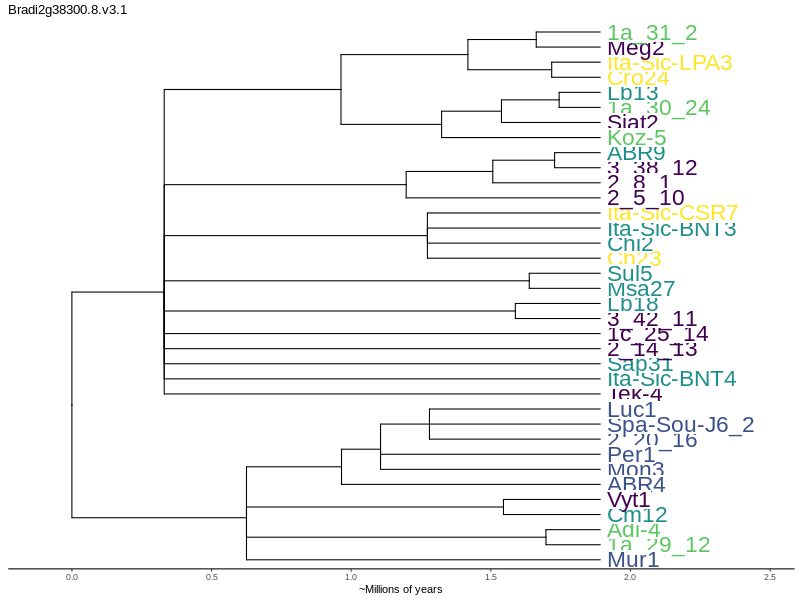 Bradi2g38300.8.v3.1
1a_31_2
Meg2
Ita-Sic-LPA3
Cro24
Lb13
1a_30_24
Siat2
Koz-5
ABR9
3_38_12
2_8_1
2_5_10
Ita-Sic-CSR7
Ita-Sic-BNT3
Chi2
Cn23
Sul5
Msa27
Lb18
3_42_11
1c_25_14
2_14_13
Sap31
Ita-Sic-BNT4
Tek-4
Luc1
Spa-Sou-J6_2
2_20_16
Per1
Mon3
ABR4
Vyt1
Cm12
Adi-4
1a_29_12
Mur1
0.0 0.5 1.0 1.5 2.0 2.5
~Millions of years